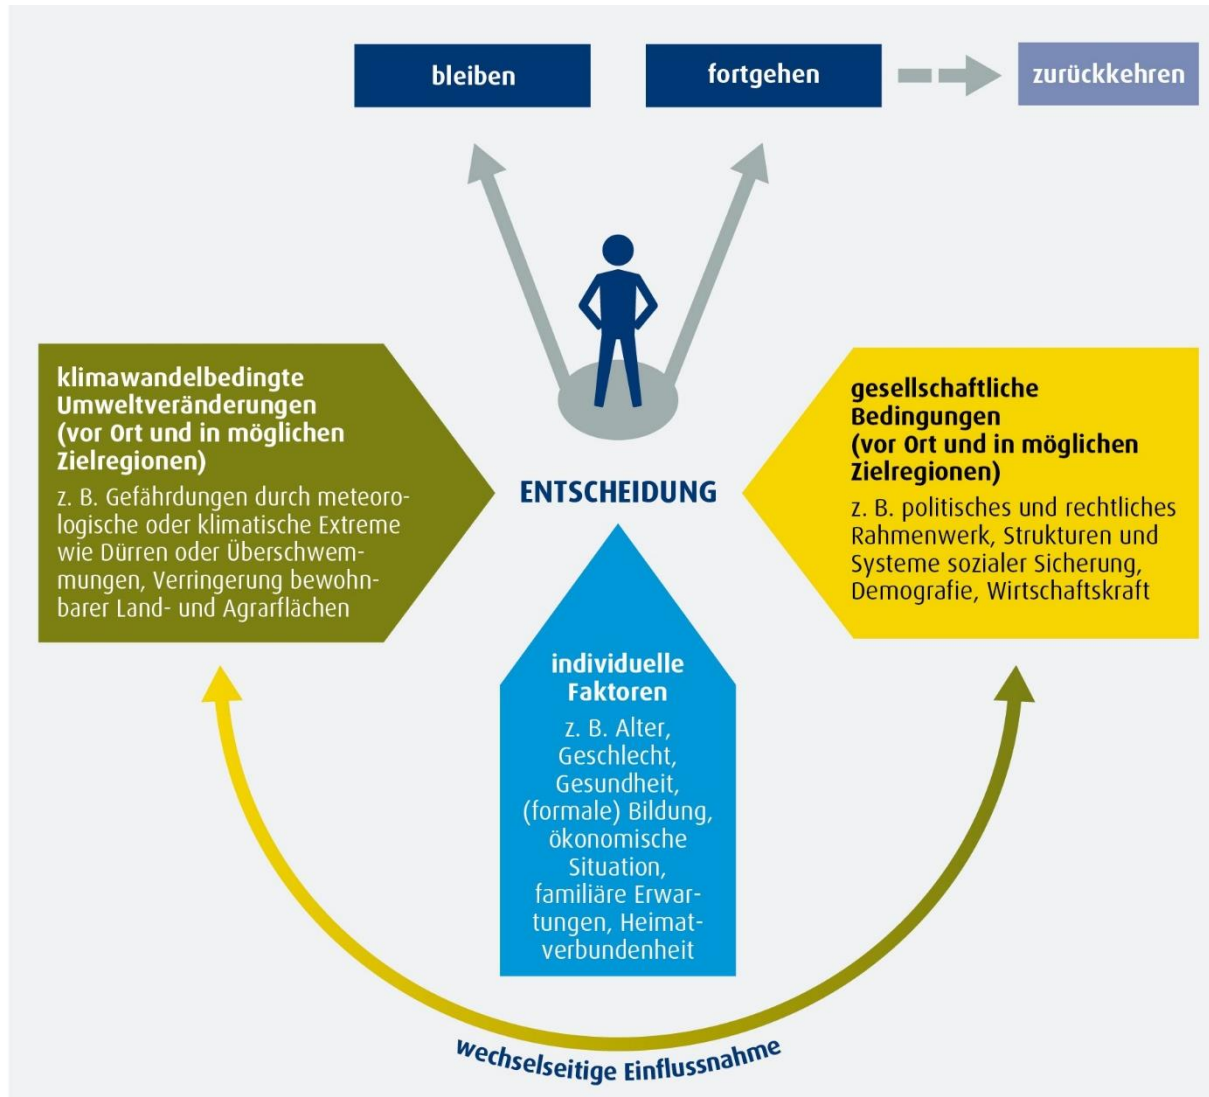 bleiben
fortgehen
zurückkehren
klimawandelbedingte
Umweltveränderungen
(vor Ort und in möglichen
Zielregionen)
z. B. Gefährdungen durch meteoro-
logische oder klimatische Extreme
wie Dürren oder Überschwem-
mungen, Verringerung bewohn-
barer Land- und Agrarflächen
ENTSCHEIDUNG
gesellschaftliche
Bedingungen
(vor Ort und in möglichen
Zielregionen)
z. B. politisches und rechtliches
Rahmenwerk, Strukturen und
Systeme sozialer Sicherung,
Demografie, Wirtschaftskraft
individuelle
Faktoren
z. B. Alter,
Geschlecht,
Gesundheit,
(formale) Bildung,
ökonomische
Situation,
familiäre Erwar-
tungen, Heimat-
verbundenheit
wechselseitige Einflussnahme